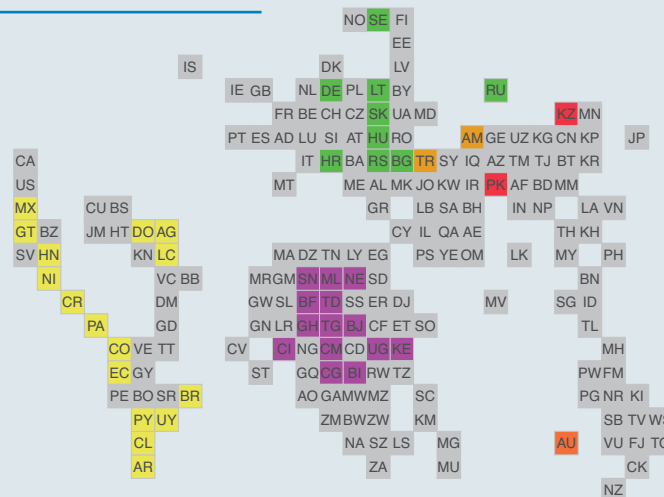 NO SE FI
EE
IS DK LV
IE GB NL DE PL LT BY RU
FR BE CH CZ SK UA MD KZ MN
PT ES AD LU SI AT HU RO AM GE UZ KG CN KP JP
CA IT HR BA RS BG TR SY IQ AZ TM TJ BT KR
US MT ME AL MK JO KW IR PK AF BD MM
MX CU BS GR LB SA BH IN NP LA VN
GT BZ JM HT DO AG CY IL QA AE TH KH
SV HN KN LC MA DZ TN LY EG PS YE OM LK MY PH
NI VC BB MR GM SN ML NE SD BN
CR DM GW SL BF TD SS ER DJ MV SG ID
PA GD GN LR GH TG BJ CF ET SO TL
CO VE TT CV CI NG CM CD UG KE MH
EC GY ST GQ CG BI RW TZ PW FM
PE BO SR BR AO GA MW MZ SC PG NR KI
PY UY ZM BW ZW KM SB TV WS
CL NA SZ LS MG AU VU FJ TO
AR ZA MU CK
NZ